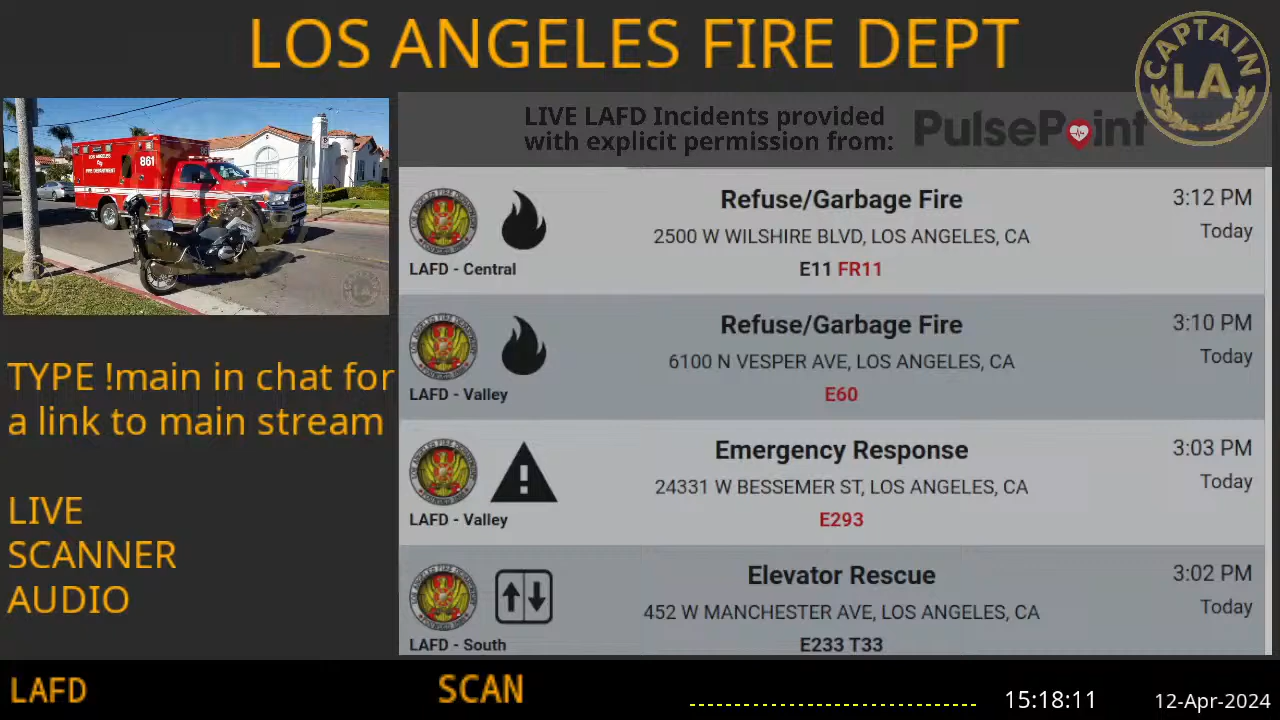 LOS ANGELES FIRE DEPT
CAPTAIN
LA
LIVE LAFD Incidents provided
with explicit permission from:
PulsePoint
LOS ANGELES
City
FIRE DEPARTMENT
861
Refuse/Garbage Fire
3:12 PM
2500 W WILSHIRE BLVD, LOS ANGELES, CA
Today
LAFD - Central
E11 FR11
Refuse/Garbage Fire
3:10 PM
6100 N VESPER AVE, LOS ANGELES, CA
Today
LAFD - Valley
E60
Emergency Response
3:03 PM
24331 W BESSEMER ST, LOS ANGELES, CA
Today
LAFD - Valley
E293
Elevator Rescue
3:02 PM
452 W MANCHESTER AVE, LOS ANGELES, CA
Today
LAFD - South
E233 T33
TYPE !main in chat for
a link to main stream
LIVE
SCANNER
AUDIO
LAFD
SCAN
15:18:11
12-Apr-2024